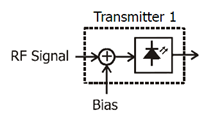 Transmitter 1
RF Signal
Bias